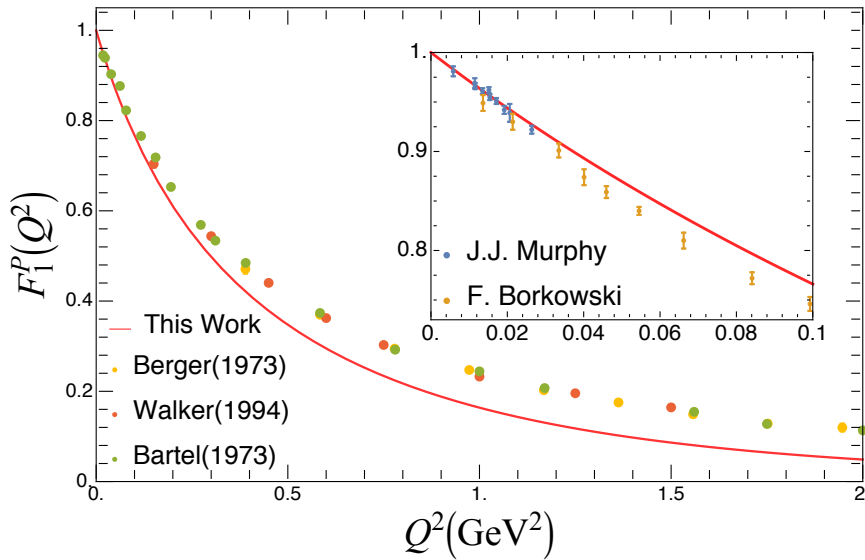 F₁ᴾ(Q²)
1.
0.8
0.6
0.4
0.2
0.
0.
0.5
1.
1.5
2
Q²(GeV²)
This Work
Berger(1973)
Walker(1994)
Bartel(1973)
1.
0.9
0.8
0.
0.02
0.04
0.06
0.08
0.1
J.J. Murphy
F. Borkowski